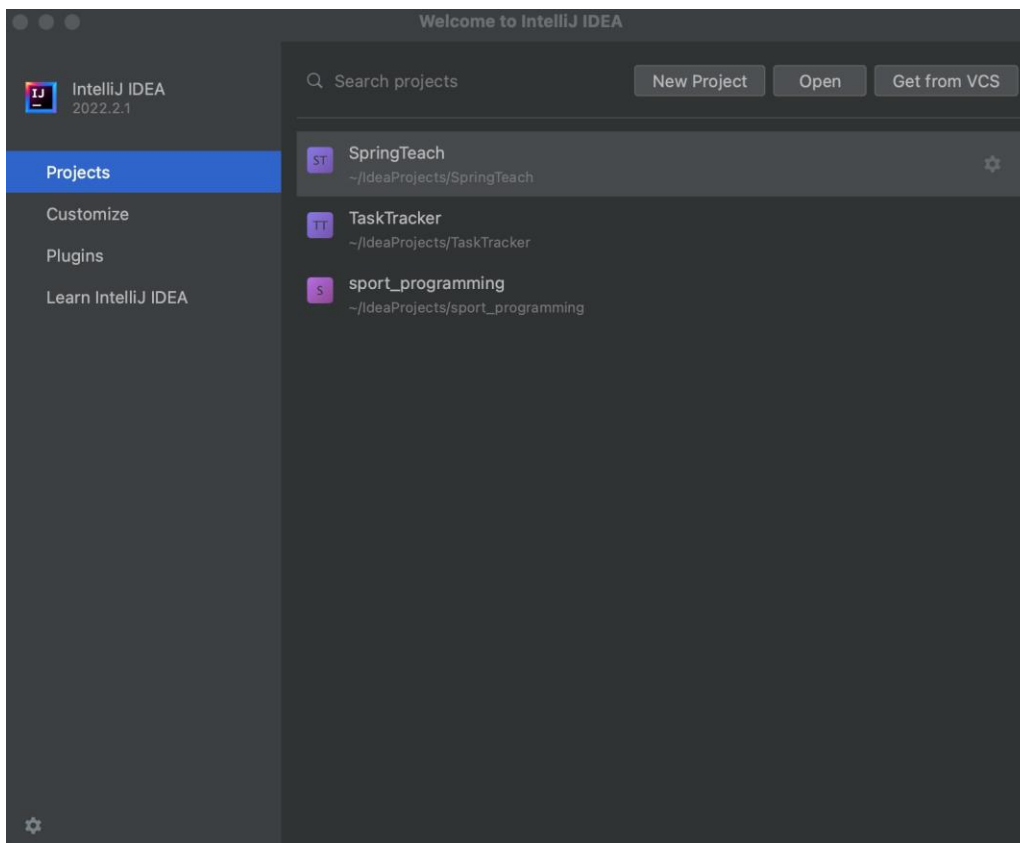 Welcome to IntelliJ IDEA
IJ
IntelliJ IDEA
2022.2.1
Projects
Customize
Plugins
Learn IntelliJ IDEA
Search projects
New Project
Open
Get from VCS
ST
SpringTeach
~/IdeaProjects/SpringTeach
TT
TaskTracker
~/IdeaProjects/TaskTracker
S
sport_programming
~/IdeaProjects/sport_programming